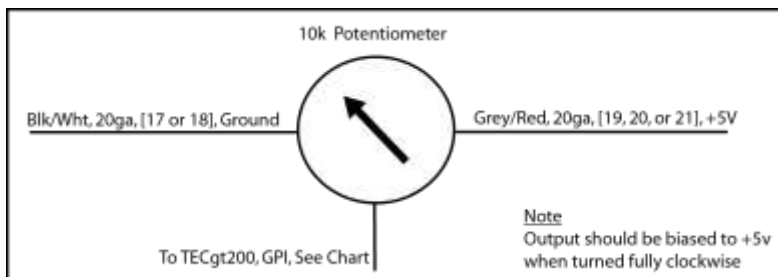 10k Potentiometer
Blk/Wht, 20ga, [17 or 18], Ground
Grey/Red, 20ga, [19, 20, or 21], +5V
To TECgt200, GPI, See Chart
Note
Output should be biased to +5v
when turned fully clockwise